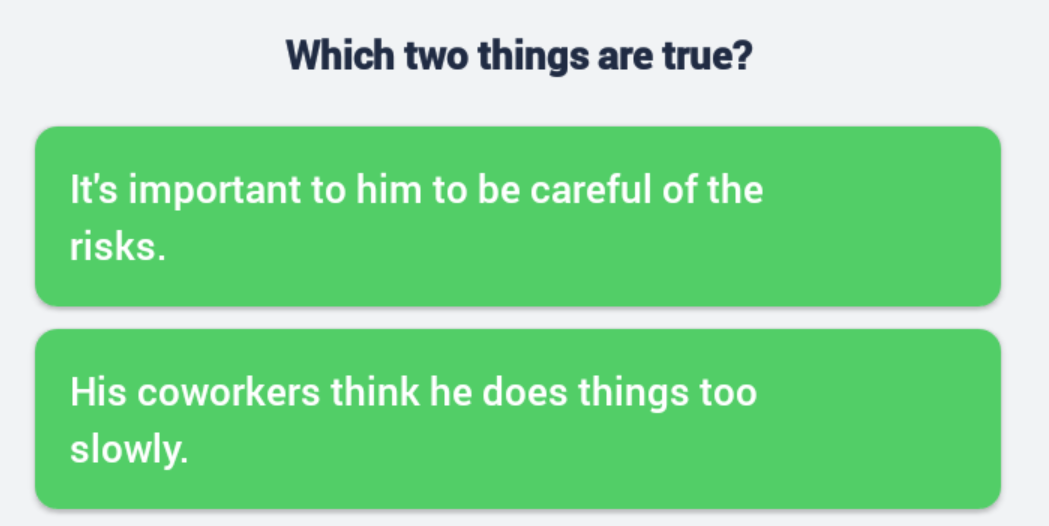 Which two things are true?
It's important to him to be careful of the
risks.
His coworkers think he does things too
slowly.